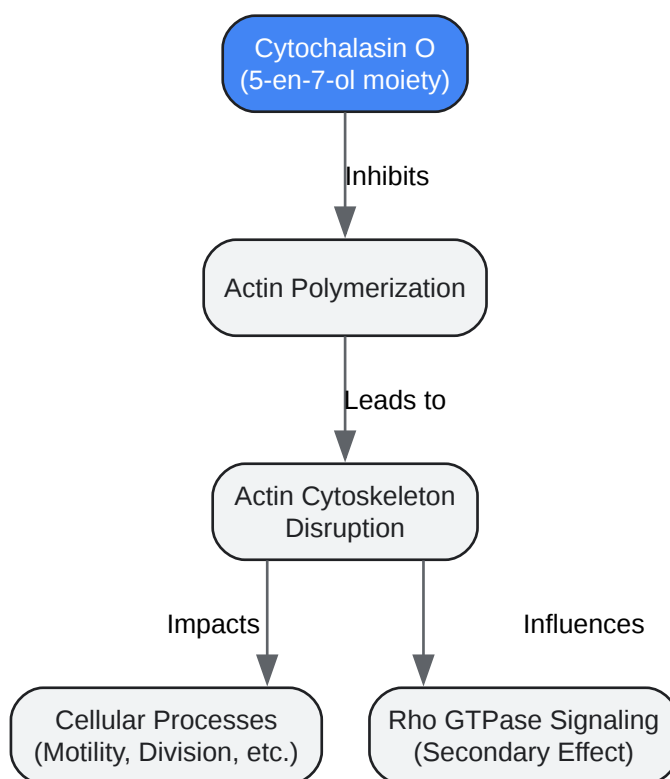 Cytochalasin O
(5-en-7-ol moiety)
Inhibits
Actin Polymerization
Leads to
Actin Cytoskeleton
Disruption
Impacts
Influences
Cellular Processes
(Motility, Division, etc.)
Rho GTPase Signaling
(Secondary Effect)